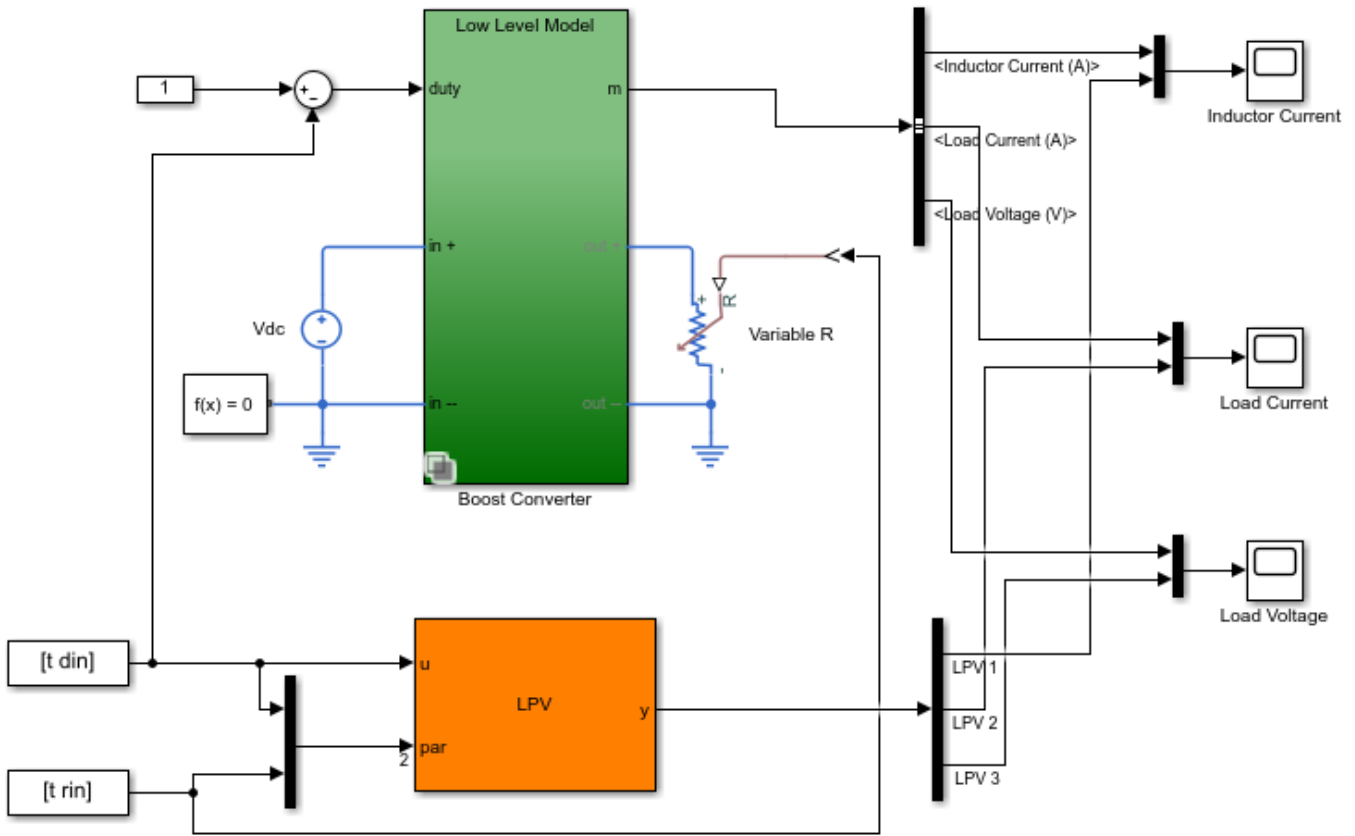 Low Level Model
1
+
−
duty
m
<Inductor Current (A)>
Inductor Current
<Load Current (A)>
<Load Voltage (V)>
in +
out +
+
R
Vdc
+
−
Variable R
-
f(x) = 0
in --
out --
Load Current
Boost Converter
Load Voltage
[t din]
u
LPV
y
par
2
[t rin]
LPV 1
LPV 2
LPV 3